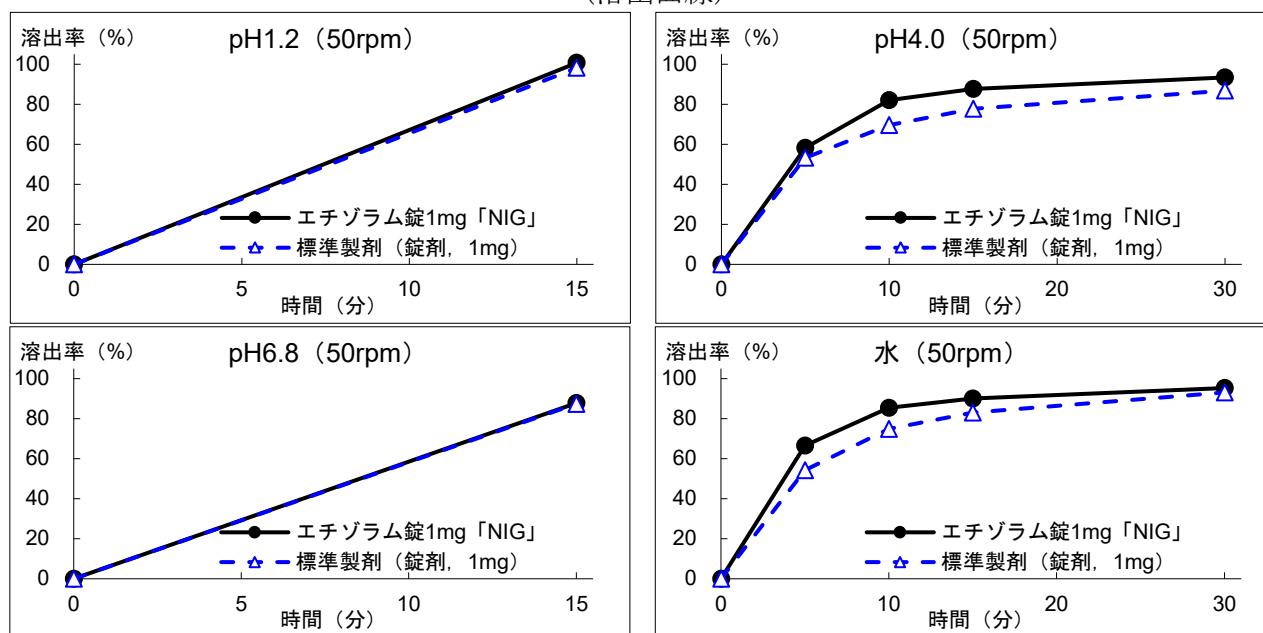 (溶出曲線)
溶出率（%）
pH1.2（50rpm）
100
80
60
40
20
0
エチゾラム錠1mg「NIG」
標準製剤（錠剤，1mg）
0 5 10 15
時間（分）
溶出率（%）
pH4.0（50rpm）
100
80
60
40
20
0
エチゾラム錠1mg「NIG」
標準製剤（錠剤，1mg）
0 10 20 30
時間（分）
溶出率（%）
pH6.8（50rpm）
100
80
60
40
20
0
エチゾラム錠1mg「NIG」
標準製剤（錠剤，1mg）
0 5 10 15
時間（分）
溶出率（%）
水（50rpm）
100
80
60
40
20
0
エチゾラム錠1mg「NIG」
標準製剤（錠剤，1mg）
0 10 20 30
時間（分）